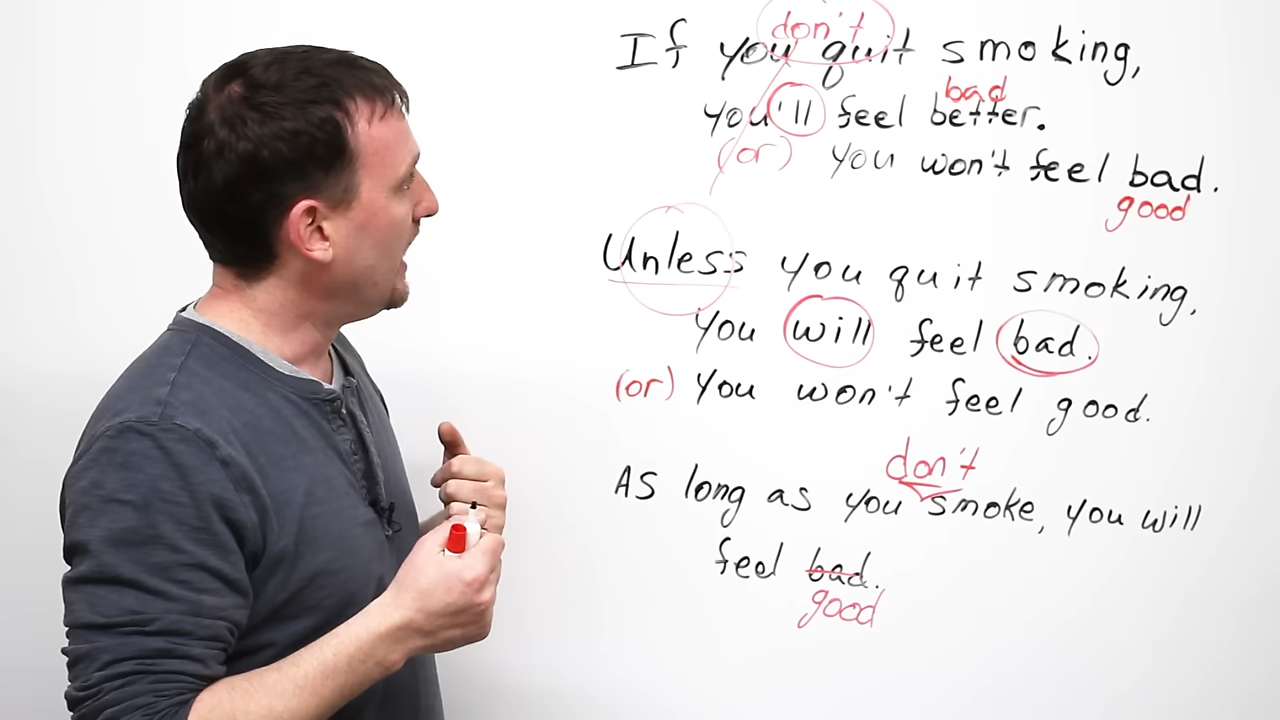 don't
If you quit smoking,
bad
you'll feel better.
(or) you won't feel bad.
good
Unless you quit smoking,
you will feel bad.
(or) you won't feel good.
don't
As long as you smoke, you will
feel bad.
good